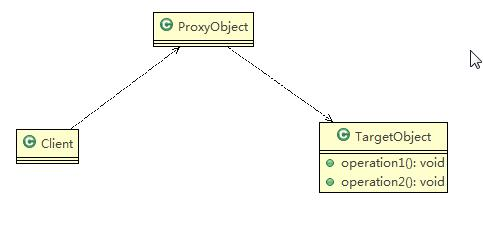 C ProxyObject
C Client
C TargetObject
operation1(): void
operation2(): void